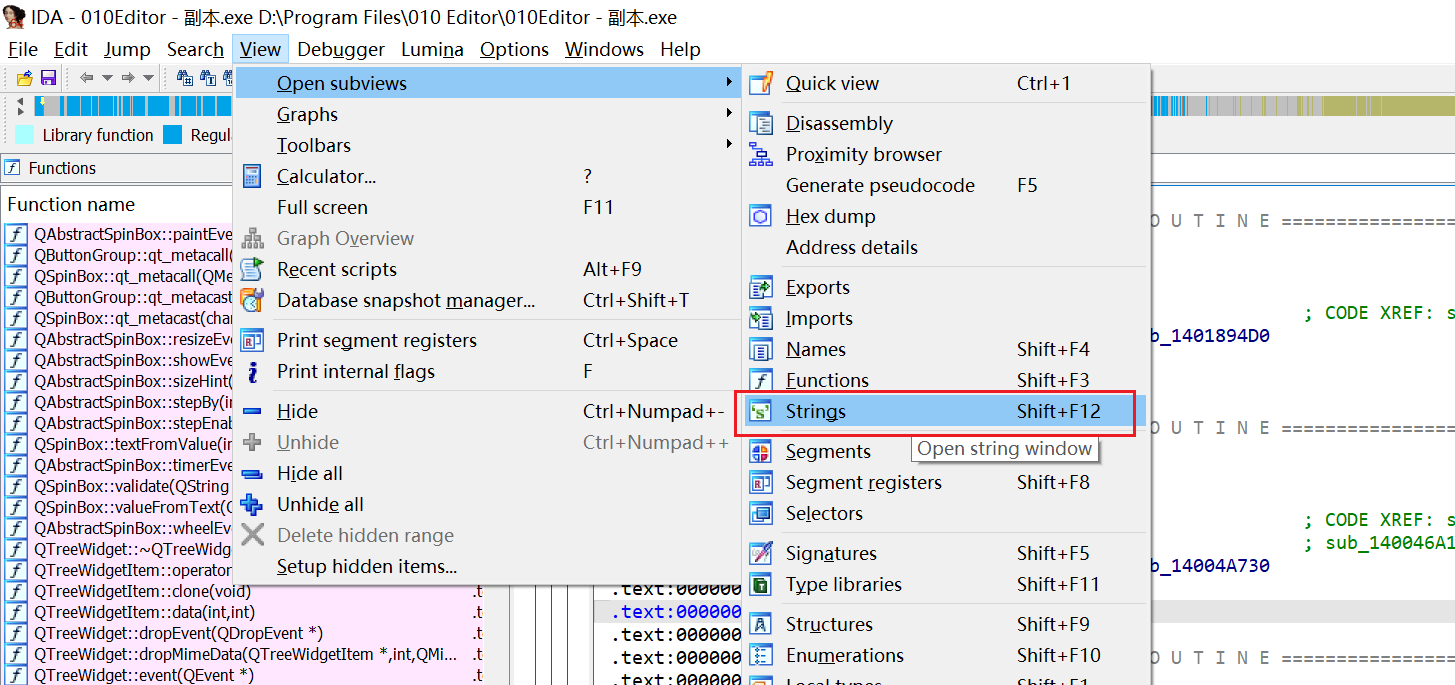 IDA - 010Editor - 副本.exe D:\Program Files\010 Editor\010Editor - 副本.exe
File Edit Jump Search View Debugger Lumina Options Windows Help
Library function Regul
Functions
Function name
QAbstractSpinBox::paintEve
QButtonGroup::qt_metacall(
QSpinBox::qt_metacall(QMe
QButtonGroup::qt_metacast
QSpinBox::qt_metacast(char
QAbstractSpinBox::resizeEve
QAbstractSpinBox::showEve
QAbstractSpinBox::sizeHint(
QAbstractSpinBox::stepBy(in
QAbstractSpinBox::stepEnab
QSpinBox::textFromValue(in
QAbstractSpinBox::timerEve
QSpinBox::validate(QString
QSpinBox::valueFromText(Q
QAbstractSpinBox::wheelEve
QTreeWidget::~QTreeWidge
QTreeWidgetItem::operator
QTreeWidgetItem::clone(void) .t
QTreeWidgetItem::data(int,int) .t
QTreeWidget::dropEvent(QDropEvent *) .t
QTreeWidget::dropMimeData(QTreeWidgetItem *,int,QMi... .t
QTreeWidget::event(QEvent *) .t
Open subviews
Graphs
Toolbars
Calculator... ?
Full screen F11
Graph Overview
Recent scripts Alt+F9
Database snapshot manager... Ctrl+Shift+T
Print segment registers Ctrl+Space
Print internal flags F
Hide Ctrl+Numpad+-
Unhide Ctrl+Numpad++
Hide all
Unhide all
Delete hidden range
Setup hidden items...
Quick view Ctrl+1
Disassembly
Proximity browser
Generate pseudocode F5
Hex dump
Address details
Exports
Imports
Names Shift+F4
Functions Shift+F3
Strings Shift+F12
Open string window
Segments
Segment registers Shift+F8
Selectors
Signatures Shift+F5
Type libraries Shift+F11
Structures Shift+F9
Enumerations Shift+F10
Local types Shift+F1
O U T I N E =================
; CODE XREF: s
b_1401894D0
O U T I N E =================
; CODE XREF: s
; sub_140046A1
b_14004A730
O U T I N E =================
.text:000000
.text:000000
.text:000000
.text:000000
.text:000000